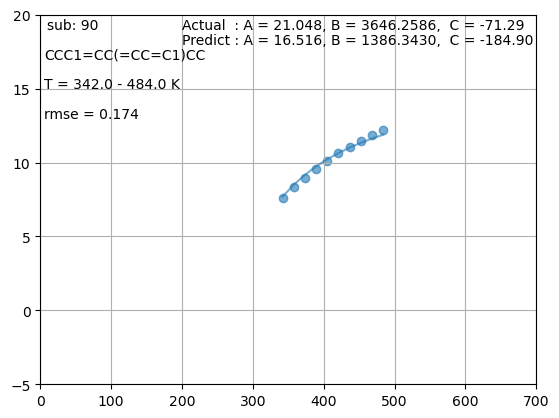 sub: 90
Actual  : A = 21.048, B = 3646.2586,  C = -71.29
Predict : A = 16.516, B = 1386.3430,  C = -184.90
CCC1=CC(=CC=C1)CC
T = 342.0 - 484.0 K
rmse = 0.174
20
15
10
5
0
−5
0 100 200 300 400 500 600 700